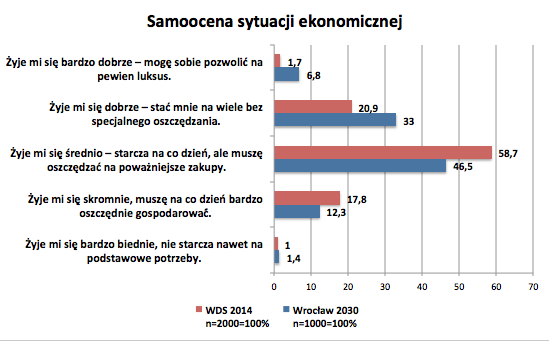 Samoocena sytuacji ekonomicznej
Żyje mi się bardzo dobrze – mogę sobie pozwolić na
pewien luksus.
1,7
6,8
Żyje mi się dobrze – stać mnie na wiele bez
specjalnego oszczędzania.
20,9
33
Żyje mi się średnio – starcza na co dzień, ale muszę
oszczędzać na poważniejsze zakupy.
58,7
46,5
Żyje mi się skromnie, muszę na co dzień bardzo
oszczędnie gospodarować.
17,8
12,3
Żyje mi się bardzo biednie, nie starcza nawet na
podstawowe potrzeby.
1
1,4
0 10 20 30 40 50 60 70
WDS 2014 Wrocław 2030
n=2000=100% n=1000=100%